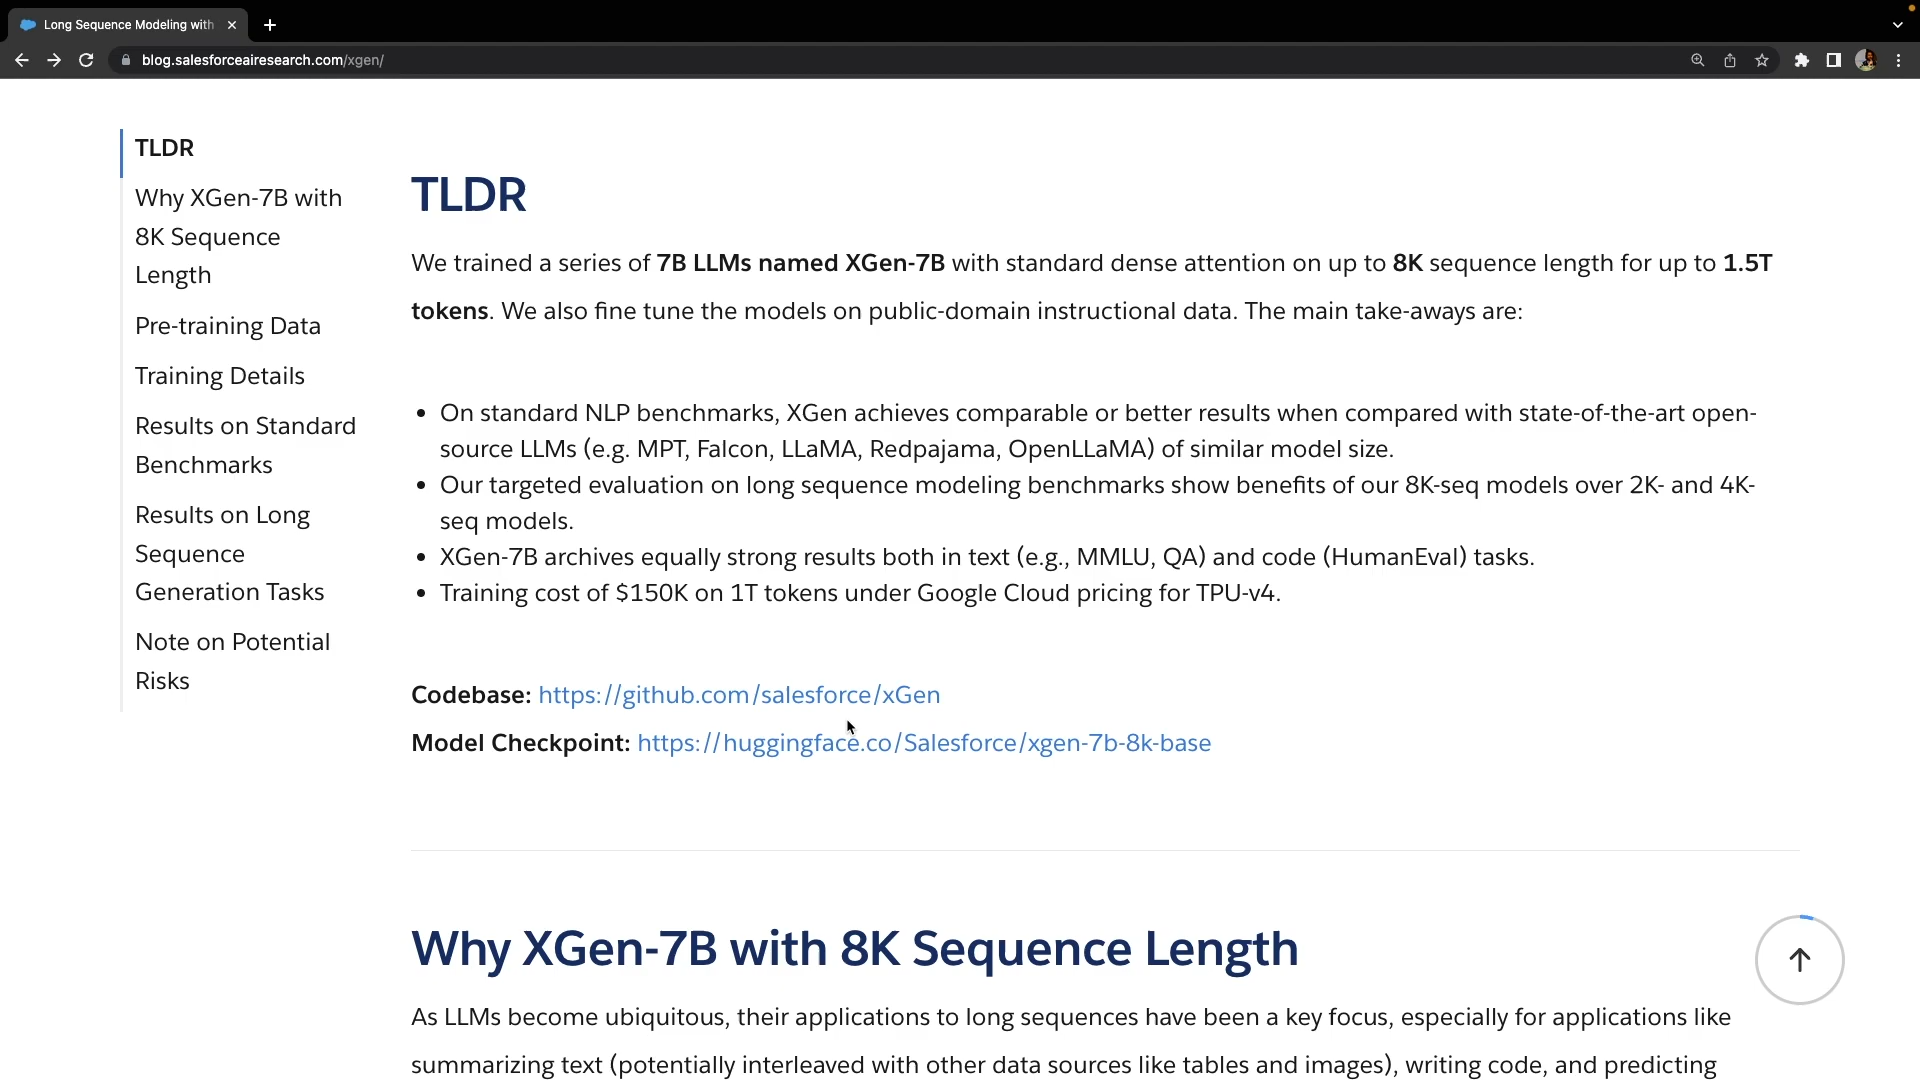 Long Sequence Modeling with
blog.salesforceairesearch.com/xgen/
TLDR
Why XGen-7B with
8K Sequence
Length
Pre-training Data
Training Details
Results on Standard
Benchmarks
Results on Long
Sequence
Generation Tasks
Note on Potential
Risks
TLDR
We trained a series of 7B LLMs named XGen-7B with standard dense attention on up to 8K sequence length for up to 1.5T
tokens. We also fine tune the models on public-domain instructional data. The main take-aways are:
• On standard NLP benchmarks, XGen achieves comparable or better results when compared with state-of-the-art open-
source LLMs (e.g. MPT, Falcon, LLaMA, Redpajama, OpenLLaMA) of similar model size.
• Our targeted evaluation on long sequence modeling benchmarks show benefits of our 8K-seq models over 2K- and 4K-
seq models.
• XGen-7B archives equally strong results both in text (e.g., MMLU, QA) and code (HumanEval) tasks.
• Training cost of $150K on 1T tokens under Google Cloud pricing for TPU-v4.
Codebase: https://github.com/salesforce/xGen
Model Checkpoint: https://huggingface.co/Salesforce/xgen-7b-8k-base
Why XGen-7B with 8K Sequence Length
As LLMs become ubiquitous, their applications to long sequences have been a key focus, especially for applications like
summarizing text (potentially interleaved with other data sources like tables and images), writing code, and predicting